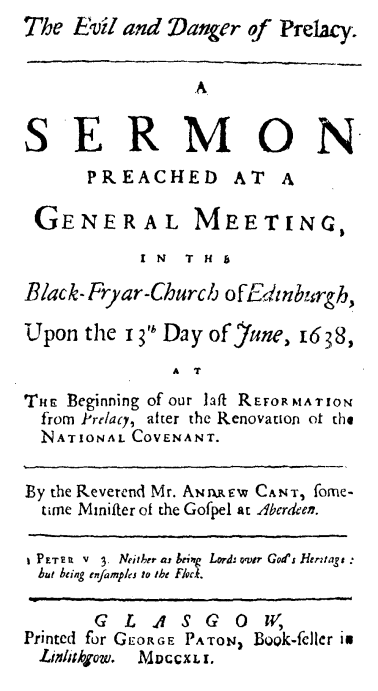 The Evil and Danger of Prelacy.
A
SERMON
PREACHED AT A
GENERAL MEETING,
IN THE
Black-Fryar-Church of Edinburgh,
Upon the 13th Day of June, 1638,
AT
THE Beginning of our laſt REFORMATION
from Prelacy, after the Renovation of the
NATIONAL COVENANT.
By the Reverend Mr. ANDREW CANT, ſome-
time Miniſter of the Goſpel at Aberdeen.
1 PETER V 3. Neither as being Lords over God's Heritage :
but being enſamples to the Flock.
GLASGOW,
Printed for GEORGE PATON, Book-ſeller in
Linlithgow. MDCCXLI.